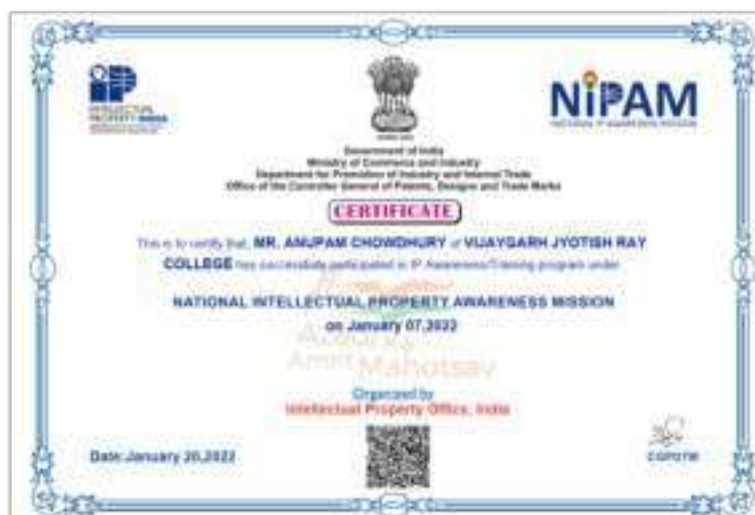 INTELLECTUAL
PROPERTY INDIA
NiPAM
NATIONAL IP AWARENESS MISSION
Government of India
Ministry of Commerce and Industry
Department for Promotion of Industry and Internal Trade
Office of the Controller General of Patents, Designs and Trade Marks
CERTIFICATE
This is to certify that, MR. ANUPAM CHOWDHURY of VIJAYGARH JYOTISH RAY
COLLEGE has successfully participated in IP Awareness/Training program under
NATIONAL INTELLECTUAL PROPERTY AWARENESS MISSION
on January 07,2022
Azadi Ka
Amrit Mahotsav
Organized by
Intellectual Property Office, India
Date:January 20,2022
CGPDTM